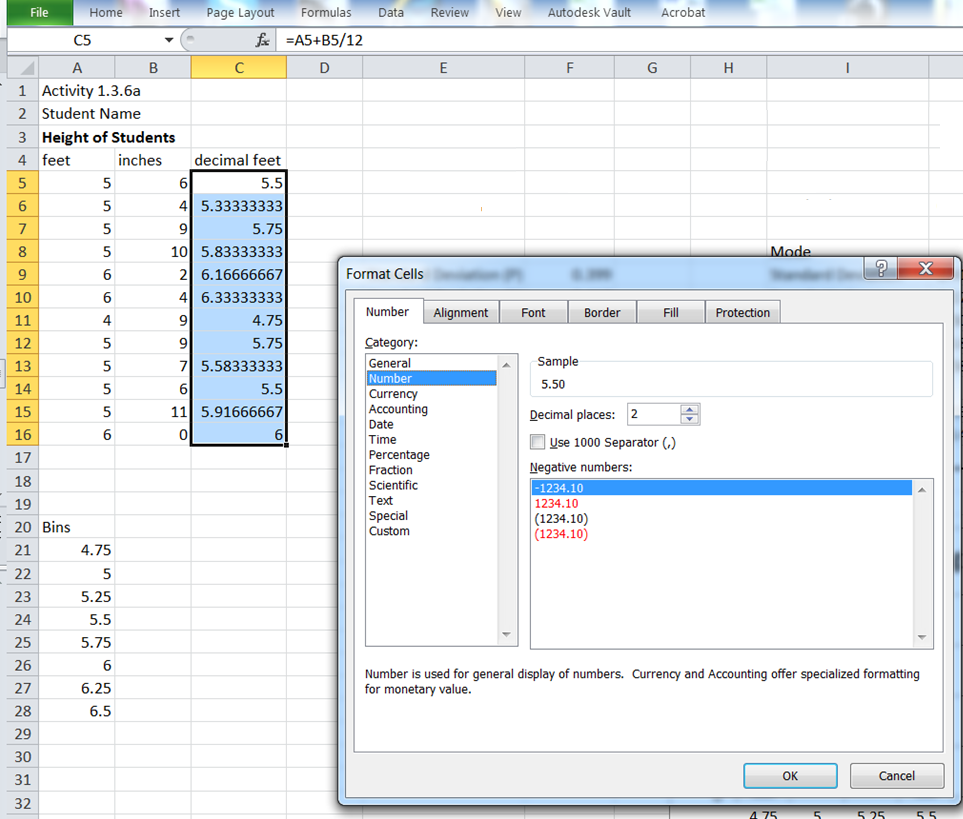 File Home Insert Page Layout Formulas Data Review View Autodesk Vault Acrobat
C5 fx =A5+B5/12
A B C D E F G H I
1 Activity 1.3.6a
2 Student Name
3 Height of Students
4 feet inches decimal feet
5 5 6 5.5
6 5 4 5.33333333
7 5 9 5.75
8 5 10 5.83333333 Mode
9 6 2 6.16666667
10 6 4 6.33333333
11 4 9 4.75
12 5 9 5.75
13 5 7 5.58333333
14 5 6 5.5
15 5 11 5.91666667
16 6 0 6
17
18
19
20 Bins
21 4.75
22 5
23 5.25
24 5.5
25 5.75
26 6
27 6.25
28 6.5
29
30
31
32 4.75 5 5.25 5.5
Format Cells Deviation (P) 0.399 Standard De ? X
Number Alignment Font Border Fill Protection
Category:
General
Number
Currency
Accounting
Date
Time
Percentage
Fraction
Scientific
Text
Special
Custom
Sample
5.50
Decimal places: 2
Use 1000 Separator (,)
Negative numbers:
-1234.10
1234.10
(1234.10)
(1234.10)
Number is used for general display of numbers. Currency and Accounting offer specialized formatting
for monetary value.
OK Cancel